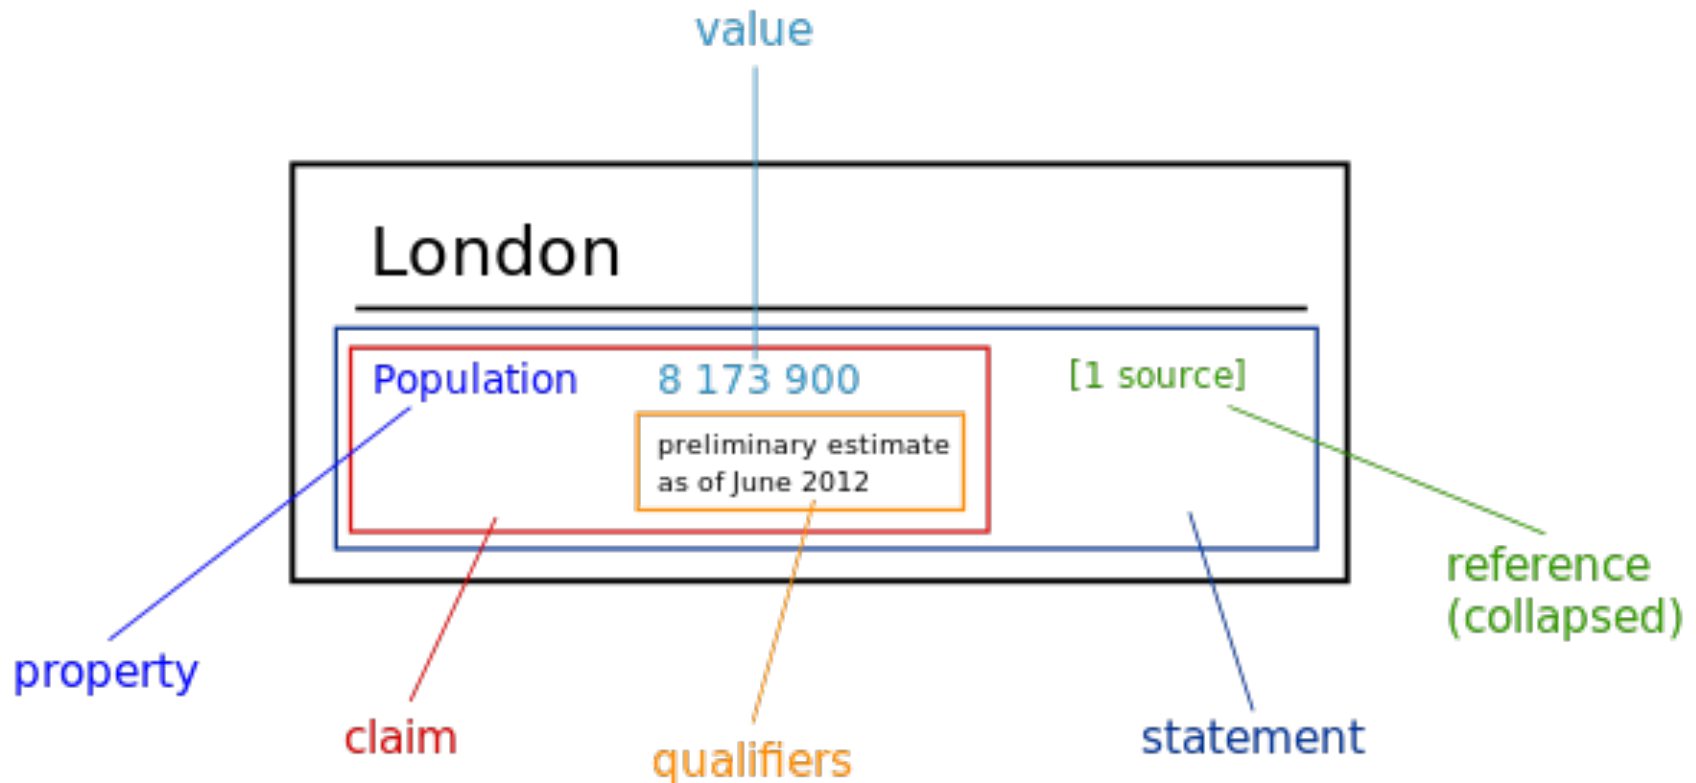 value
London
Population 8 173 900 [1 source]
preliminary estimate
as of June 2012
reference
(collapsed)
property
claim
qualifiers
statement